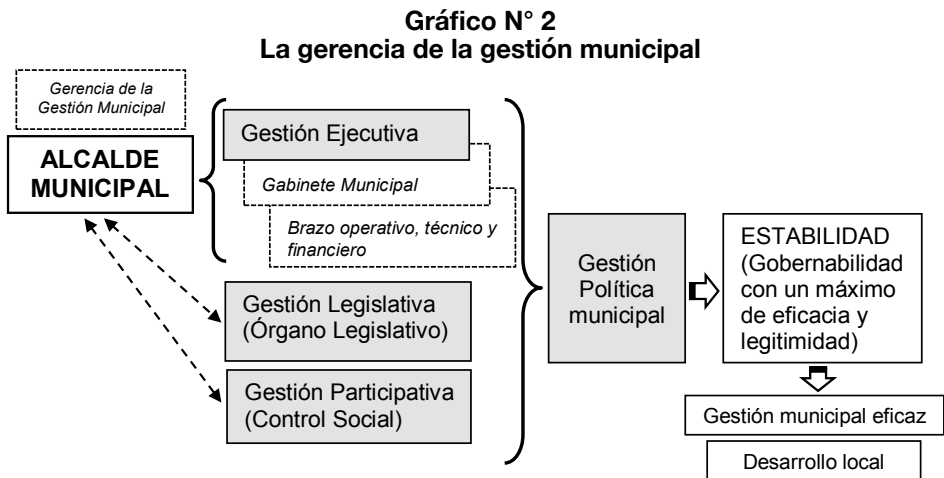 Gráfico N° 2
La gerencia de la gestión municipal
Gerencia de la
Gestión Municipal
ALCALDE
MUNICIPAL
Gestión Ejecutiva
Gabinete Municipal
Brazo operativo, técnico y
financiero
Gestión Legislativa
(Órgano Legislativo)
Gestión Participativa
(Control Social)
Gestión
Política
municipal
ESTABILIDAD
(Gobernabilidad
con un máximo
de eficacia y
legitimidad)
Gestión municipal eficaz
Desarrollo local